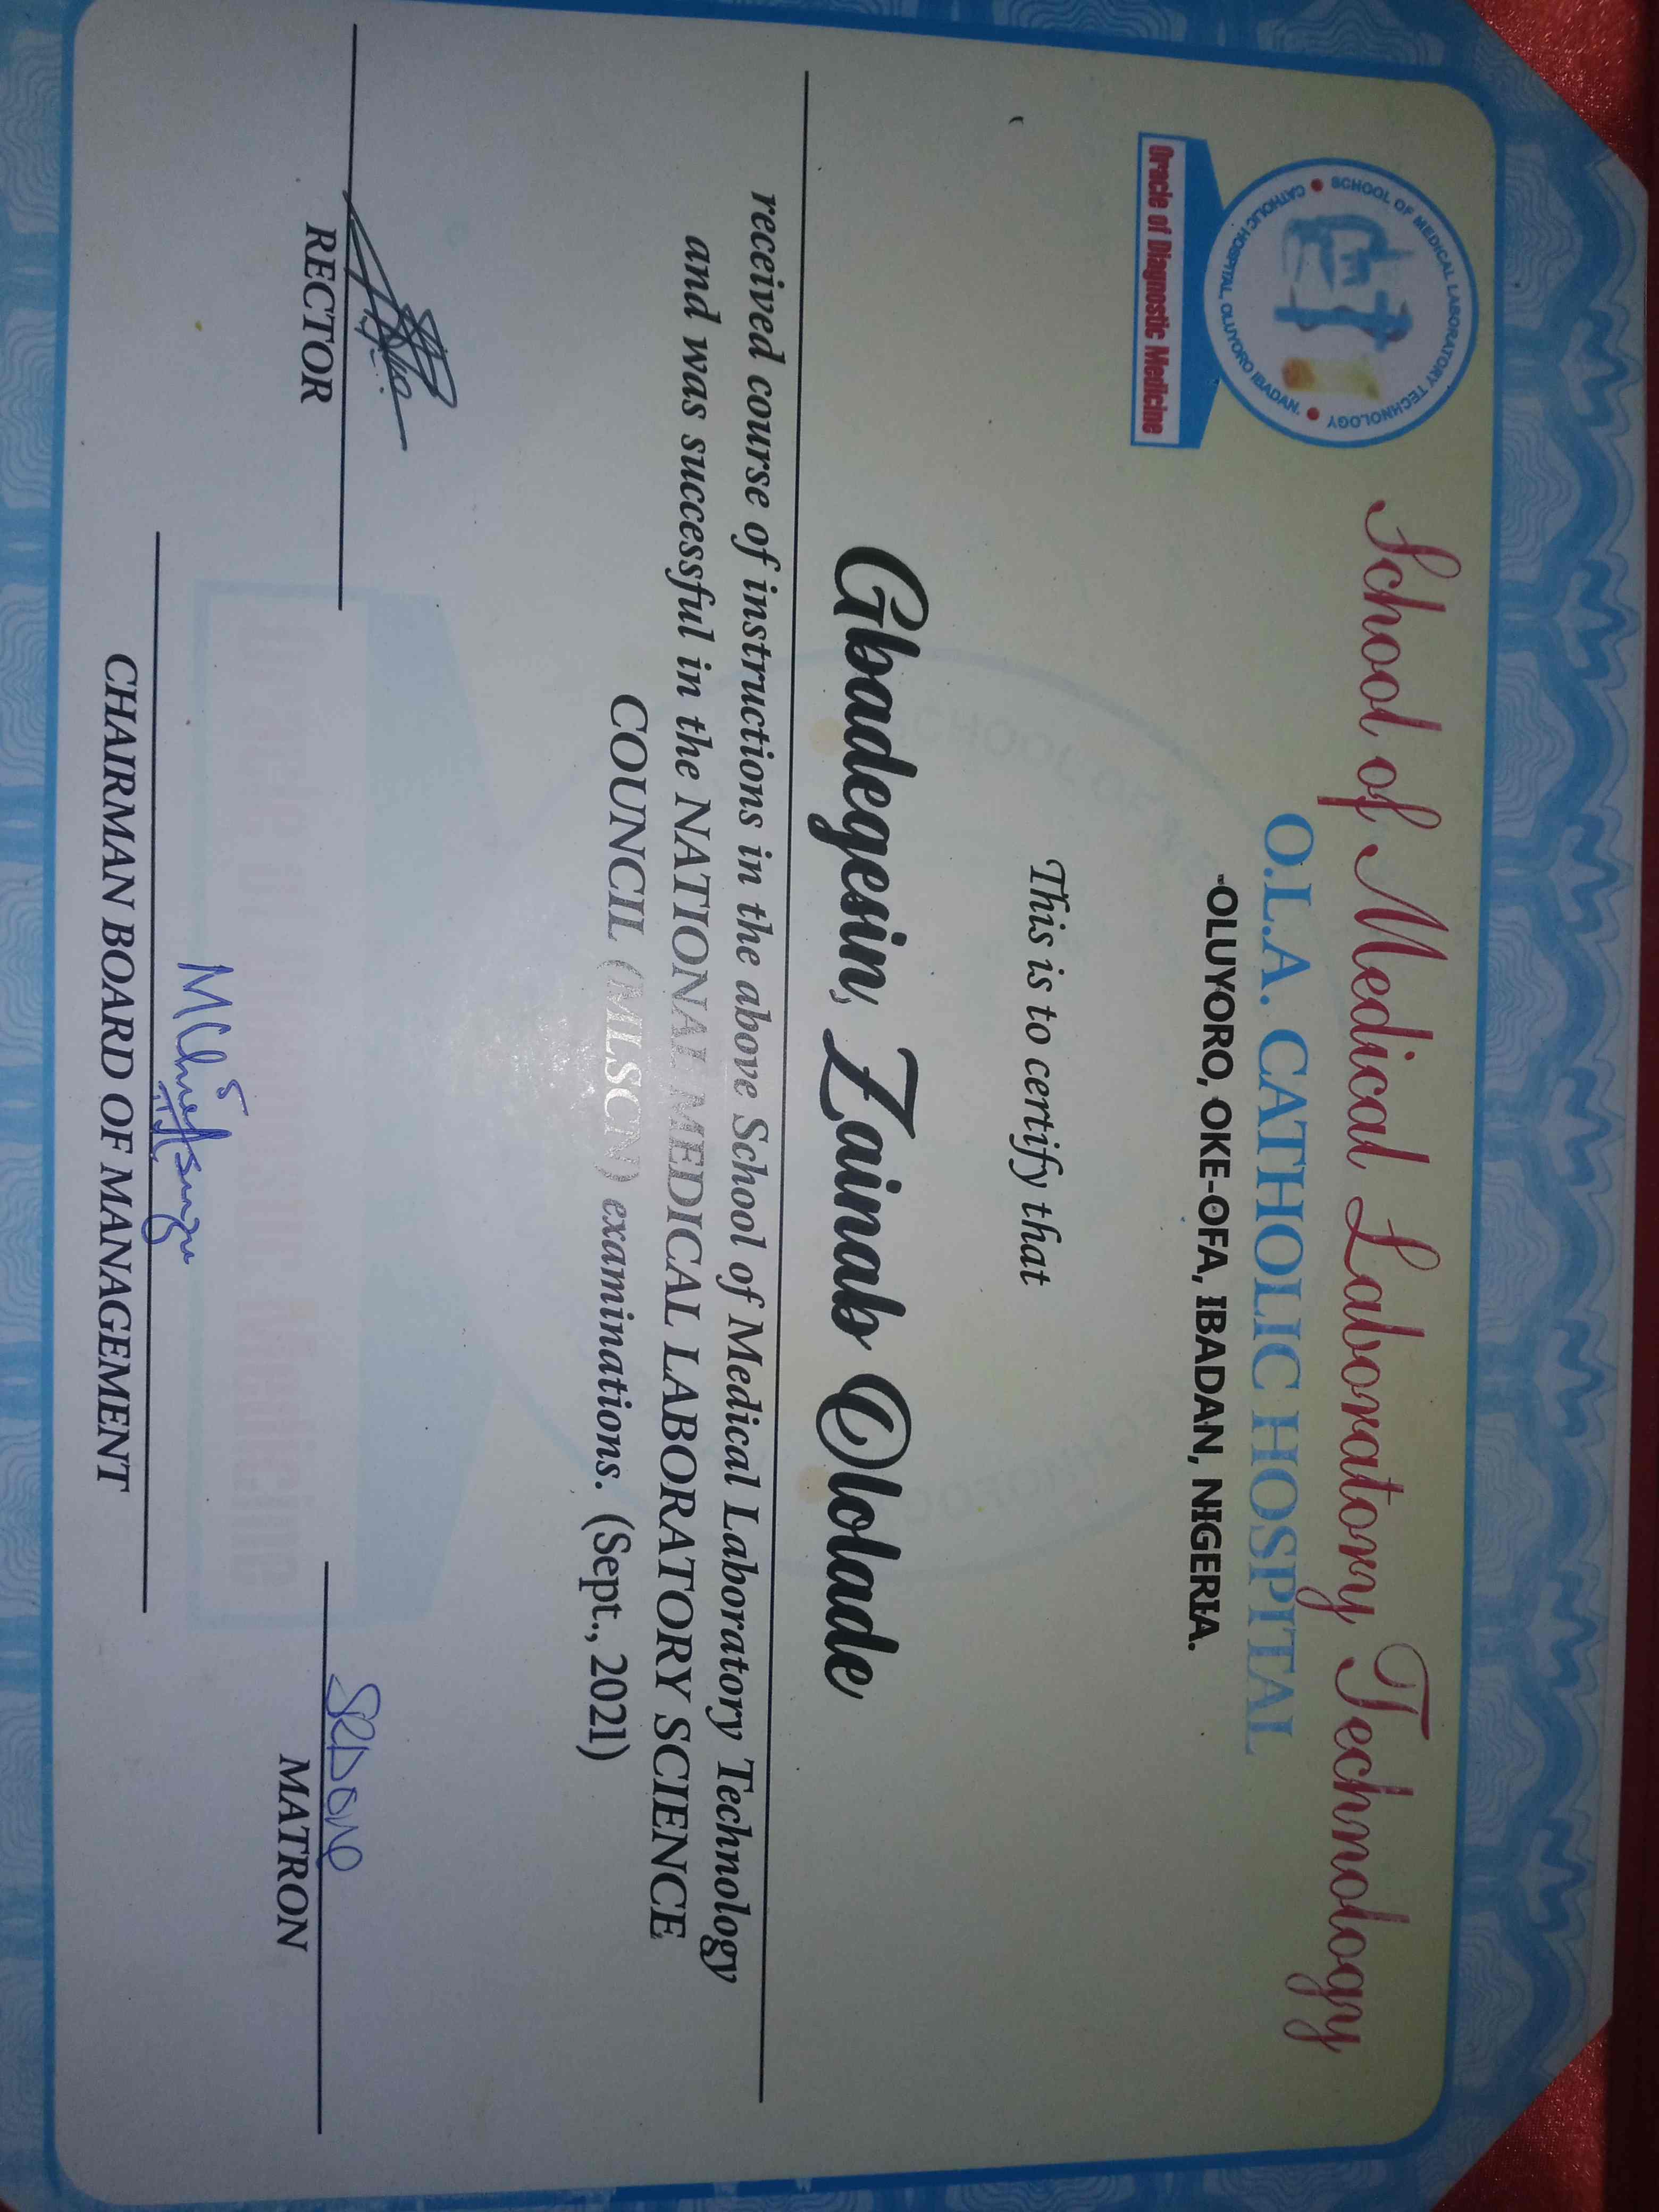 School of Medical Laboratory Technology
O.L.A. CATHOLIC HOSPITAL
-OLUYORO, OKE-OFA, IBADAN, NIGERIA.
SCHOOL OF MEDICAL LABORATORY TECHNOLOGY
CATHOLIC HOSPITAL OLUYORO IBADAN.
Oracle of Diagnostic Medicine
This is to certify that
Gbadegesin, Zainab Ololade
received course of instructions in the above School of Medical Laboratory Technology
and was successful in the NATIONAL MEDICAL LABORATORY SCIENCE
COUNCIL (MLSCN) examinations. (Sept., 2021)
RECTOR
MATRON
CHAIRMAN BOARD OF MANAGEMENT